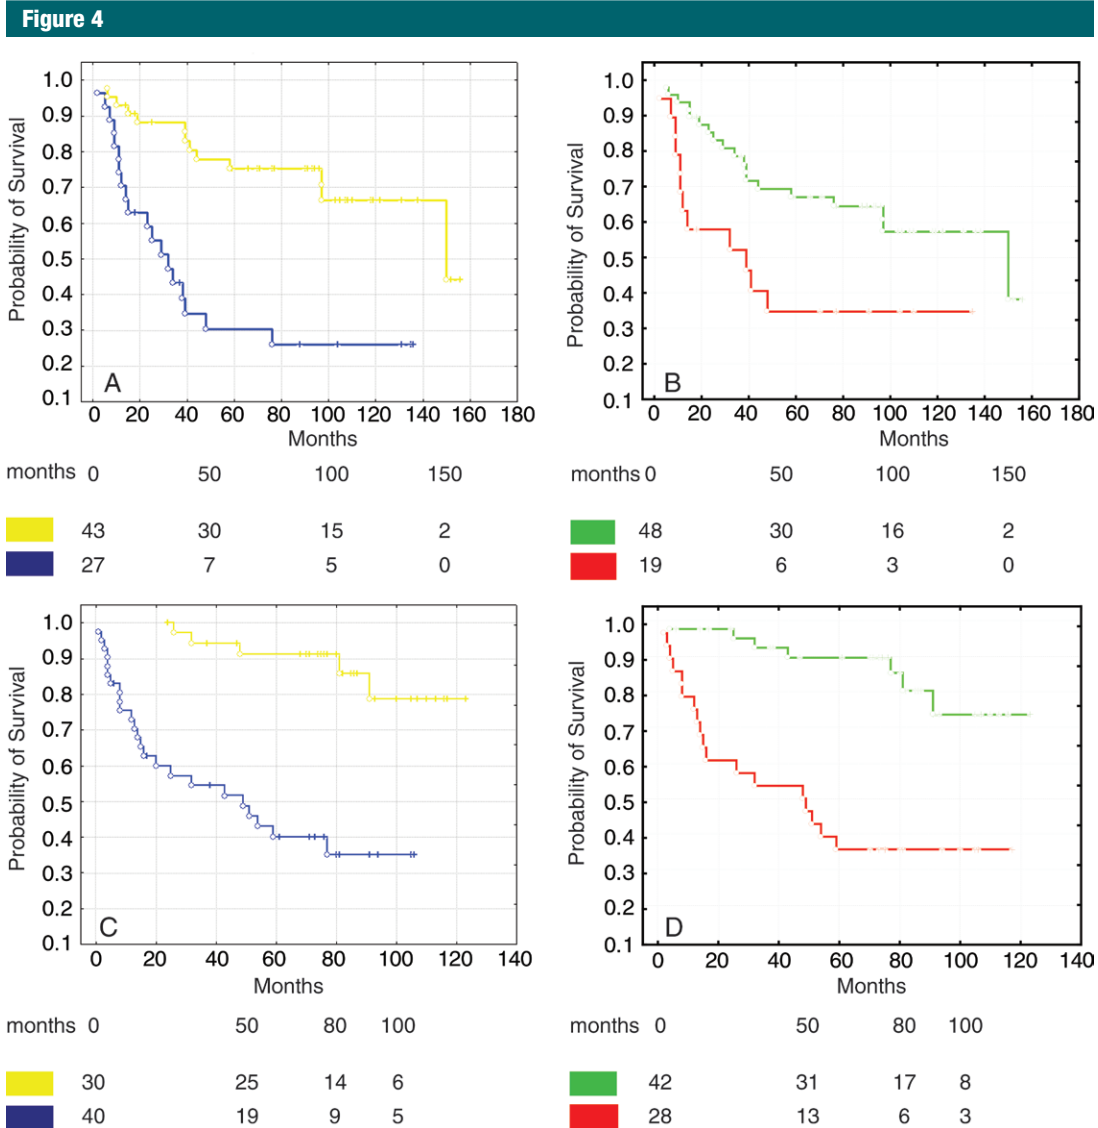 Figure 4
Probability of Survival
1.0
0.9
0.8
0.7
0.6
0.5
0.4
0.3
0.2
0.1
A
0 20 40 60 80 100 120 140 160 180
Months
months 0 50 100 150
43 30 15 2
27 7 5 0
Probability of Survival
1.0
0.9
0.8
0.7
0.6
0.5
0.4
0.3
0.2
0.1
B
0 20 40 60 80 100 120 140 160 180
Months
months 0 50 100 150
48 30 16 2
19 6 3 0
Probability of Survival
1.0
0.9
0.8
0.7
0.6
0.5
0.4
0.3
0.2
0.1
C
0 20 40 60 80 100 120 140
Months
months 0 50 80 100
30 25 14 6
40 19 9 5
Probability of Survival
1.0
0.9
0.8
0.7
0.6
0.5
0.4
0.3
0.2
0.1
D
0 20 40 60 80 100 120 140
Months
months 0 50 80 100
42 31 17 8
28 13 6 3